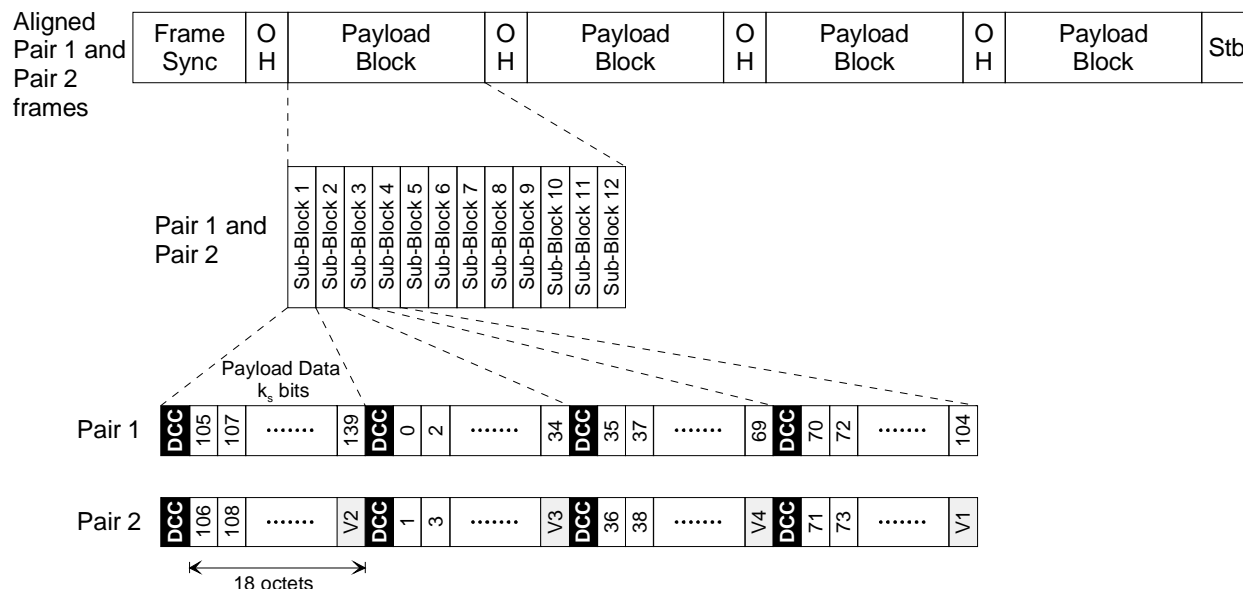 Aligned
Pair 1 and
Pair 2
frames
Frame
Sync
O
H
Payload
Block
O
H
Payload
Block
O
H
Payload
Block
O
H
Payload
Block
Stb
Pair 1 and
Pair 2
Sub-Block 1
Sub-Block 2
Sub-Block 3
Sub-Block 4
Sub-Block 5
Sub-Block 6
Sub-Block 7
Sub-Block 8
Sub-Block 9
Sub-Block 10
Sub-Block 11
Sub-Block 12
Payload Data
ks bits
Pair 1 DCC 105 107 ........ 139 DCC 0 2 ........ 34 DCC 35 37 ........ 69 DCC 70 72 ........ 104
Pair 2 DCC 106 108 ........ V2 DCC 1 3 ........ V3 DCC 36 38 ........ V4 DCC 71 73 ........ V1
18 octets